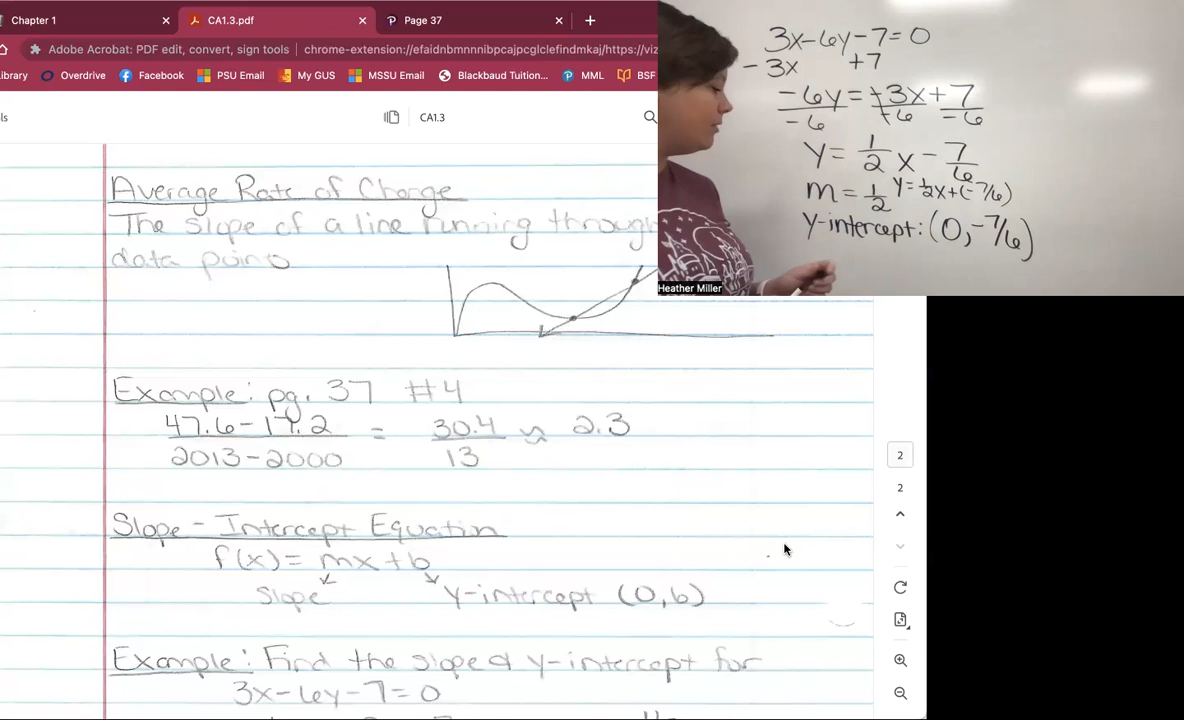 Chapter 1
CA1.3.pdf
Page 37
Adobe Acrobat: PDF edit, convert, sign tools
chrome-extension://efaidnbmnnnibpcajpcglclefindmkaj/https://viz
Library
Overdrive
Facebook
PSU Email
My GUS
MSSU Email
Blackbaud Tuition...
MML
BSF
CA1.3
Average Rate of Change
The slope of a line running through
data points
Example: pg. 37 #4
47.6-17.2 = 30.4 ≈ 2.3
2013-2000 13
Slope-Intercept Equation
f(x)=mx+b
Slope y-intercept (0,b)
Example: Find the slope & y-intercept for
3x-6y-7=0
2
2
3x-6y-7=0
-3x +7
-6y=-3x+7
-6 -6 -6
y=1/2x-7/6
m=1/2 y=1/2x+(-7/6)
y-intercept:(0,-7/6)
Heather Miller